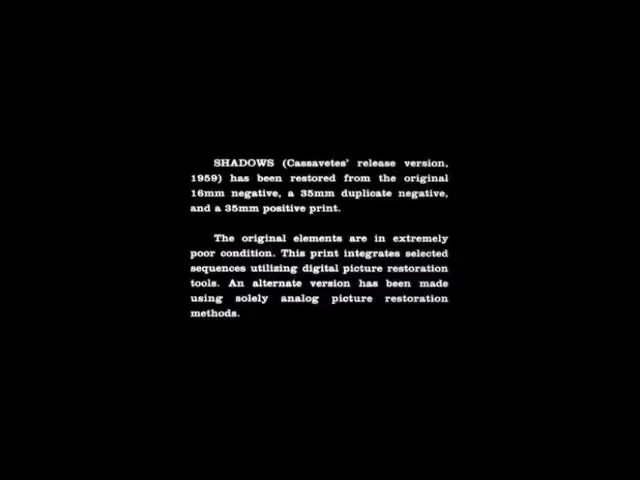 SHADOWS (Cassavetes' release version,
1959) has been restored from the original
16mm negative, a 35mm duplicate negative,
and a 35mm positive print.
The original elements are in extremely
poor condition. This print integrates selected
sequences utilizing digital picture restoration
tools. An alternate version has been made
using solely analog picture restoration
methods.